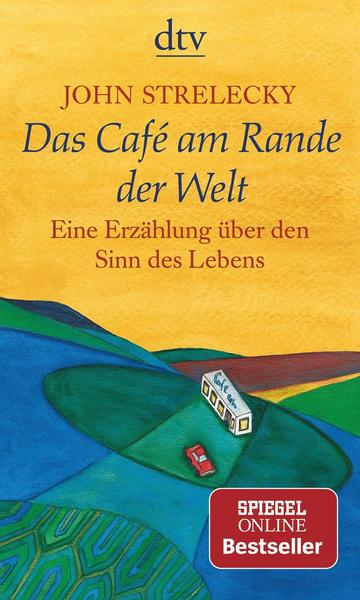 dtv
JOHN STRELECKY
Das Café am Rande
der Welt
Eine Erzählung über den
Sinn des Lebens
SPIEGEL
ONLINE
Bestseller